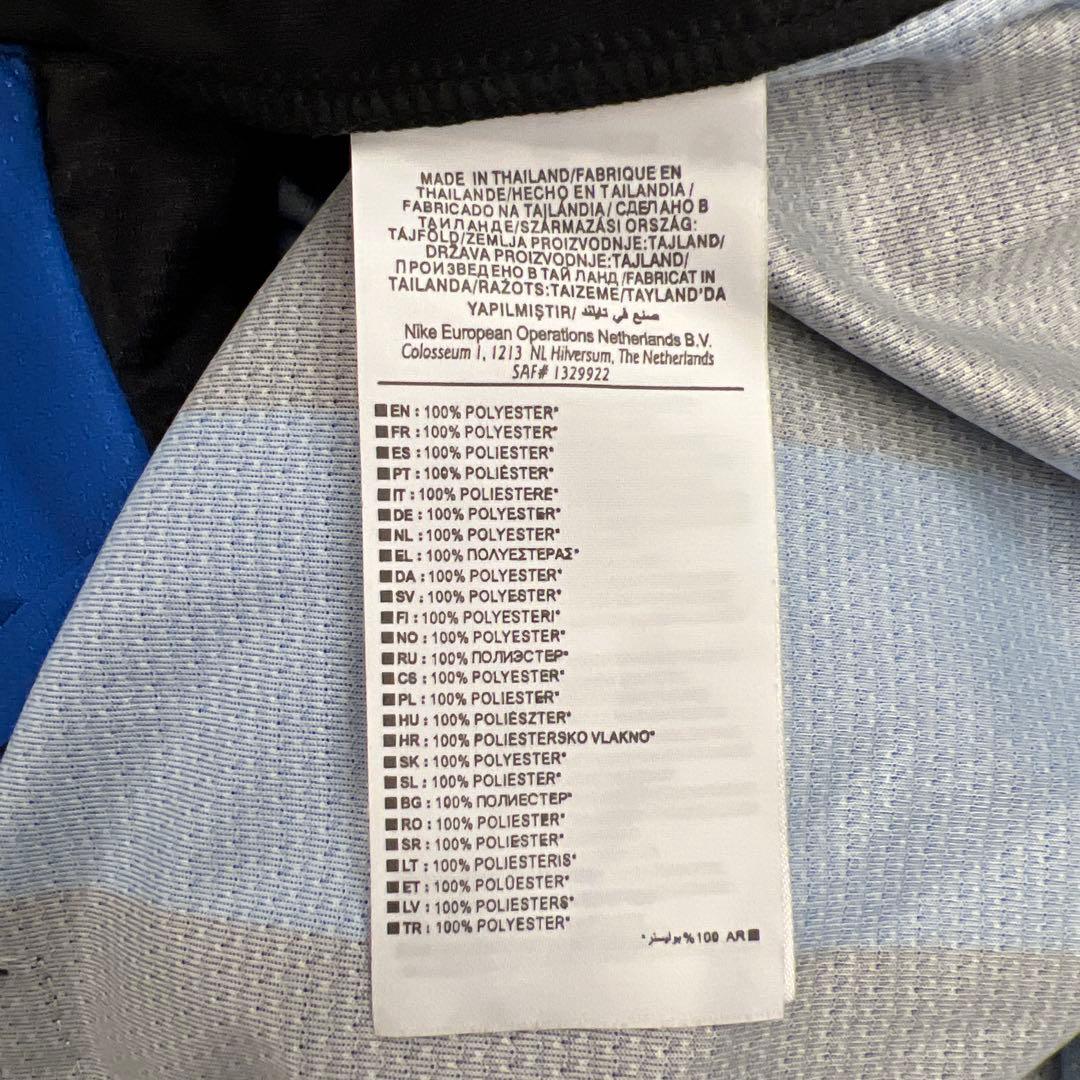 MADE IN THAILAND/FABRIQUE EN
THAILANDE/HECHO EN TAILANDIA /
FABRICADO NA TAILÂNDIA / СДЕЛАНО В
ТАИЛАНДЕ/SZÁRMAZÁSI ORSZÁG:
TÁJFÖLD/ZEMLJA PROIZVODNJE:TAJLAND/
DRŽAVA PROIZVODNJE:TAJLAND/
ПРОИЗВЕДЕНО В ТАЙЛАНД /FABRICAT IN
TAILANDA/RAŽOTS:TAIZEME/TAYLAND'DA
YAPILMIŞTIR/ صنع في تايلند
Nike European Operations Netherlands B.V.
Colosseum 1, 1213 NL Hilversum, The Netherlands
SAF# 1329922
EN : 100% POLYESTER*
FR : 100% POLYESTER*
ES : 100% POLIESTER*
PT : 100% POLIÉSTER*
IT : 100% POLIESTERE*
DE : 100% POLYESTER*
NL : 100% POLYESTER*
EL : 100% ΠΟΛΥΕΣΤΕΡΑΣ*
DA : 100% POLYESTER*
SV : 100% POLYESTER*
FI : 100% POLYESTERI*
NO : 100% POLYESTER*
RU : 100% ПОЛИЭСТЕР*
CS : 100% POLYESTER*
PL : 100% POLIESTER*
HU : 100% POLIÉSZTER*
HR : 100% POLIESTERSKO VLAKNO*
SK : 100% POLYESTER*
SL : 100% POLIESTER*
BG : 100% ПОЛИЕСТЕР*
RO : 100% POLIESTER*
SR : 100% POLIESTER*
LT : 100% POLIESTERIS*
ET : 100% POLÜESTER*
LV : 100% POLIESTERS*
TR : 100% POLYESTER*
*بوليستر %100 AR